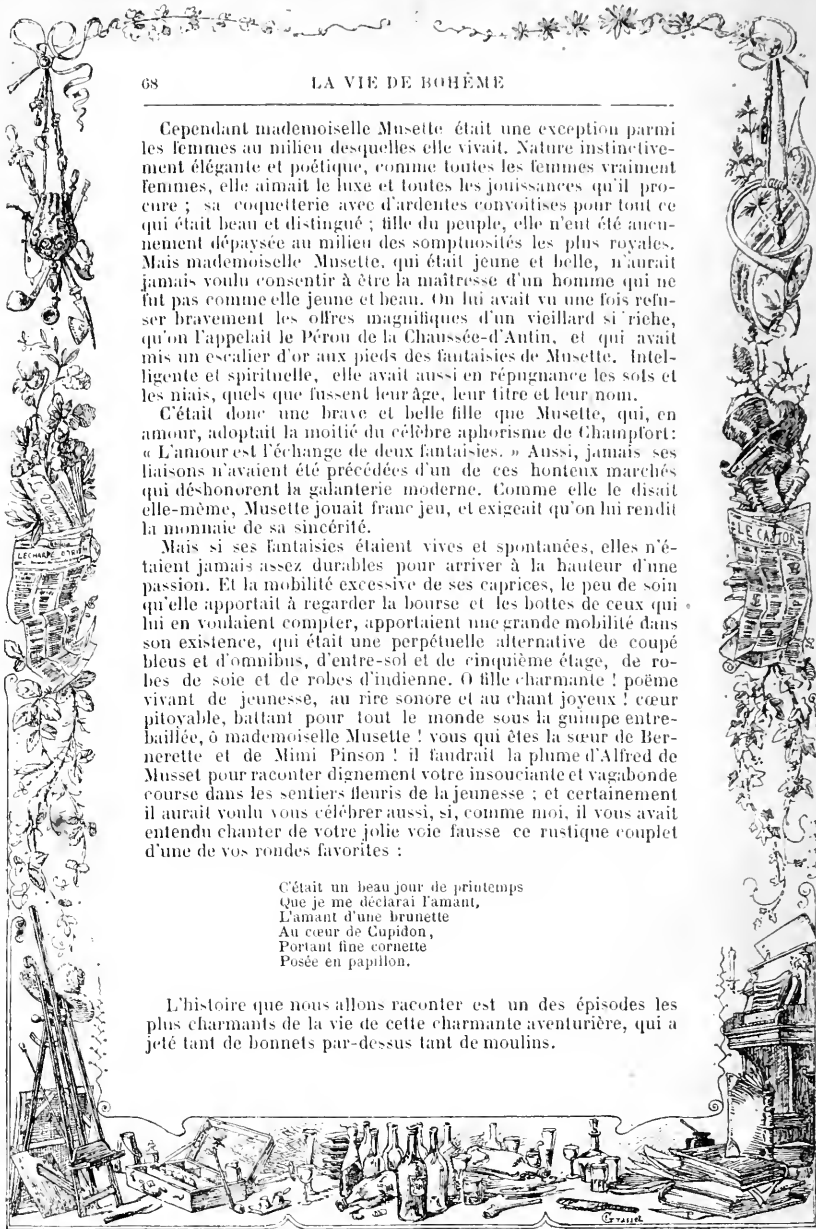 68 LA VIE DE BOHÊME
Cependant mademoiselle Musette était une exception parmi
les femmes au milieu desquelles elle vivait. Nature instinctive-
ment élégante et poétique, comme toutes les femmes vraiment
femmes, elle aimait le luxe et toutes les jouissances qu'il pro-
cure ; sa coquetterie avec d'ardentes convoitises pour tout ce
qui était beau et distingué ; fille du peuple, elle n'eut été aucu-
nement dépaysée au milieu des somptuosités les plus royales.
Mais mademoiselle Musette, qui était jeune et belle, n'aurait
jamais voulu consentir à être la maîtresse d'un homme qui ne
fut pas comme elle jeune et beau. On lui avait vu une fois refu-
ser bravement les offres magnifiques d'un vieillard si riche,
qu'on l'appelait le Pérou de la Chaussée-d'Antin, et qui avait
mis un escalier d'or aux pieds des fantaisies de Musette. Intel-
ligente et spirituelle, elle avait aussi en répugnance les sots et
les niais, quels que fussent leur âge, leur titre et leur nom.
C'était donc une brave et belle fille que Musette, qui, en
amour, adoptait la moitié du célèbre aphorisme de Champfort:
« L'amour est l'échange de deux fantaisies. » Aussi, jamais ses
liaisons n'avaient été précédées d'un de ces honteux marchés
qui déshonorent la galanterie moderne. Comme elle le disait
elle-mème, Musette jouait franc jeu, et exigeait qu'on lui rendit
la monnaie de sa sincérité.
Mais si ses fantaisies étaient vives et spontanées, elles n'é-
taient jamais assez durables pour arriver à la hauteur d'une
passion. Et la mobilité excessive de ses caprices, le peu de soin
qu'elle apportait à regarder la bourse et les bottes de ceux qui
lui en voulaient compter, apportaient une grande mobilité dans
son existence, qui était une perpétuelle alternative de coupé
bleus et d'omnibus, d'entre-sol et de cinquième étage, de ro-
bes de soie et de robes d'indienne. O fille charmante ! poëme
vivant de jeunesse, au rire sonore et au chant joyeux ! cœur
pitoyable, battant pour tout le monde sous la guimpe entre-
baillée, ô mademoiselle Musette ! vous qui êtes la sœur de Ber-
nerette et de Mimi Pinson ! il faudrait la plume d'Alfred de
Musset pour raconter dignement votre insouciante et vagabonde
course dans les sentiers fleuris de la jeunesse ; et certainement
il aurait voulu vous célébrer aussi, si, comme moi, il vous avait
entendu chanter de votre jolie voie fausse ce rustique couplet
d'une de vos rondes favorites :
C'était un beau jour de printemps
Que je me déclarai l'amant,
L'amant d'une brunette
Au cœur de Cupidon,
Portant fine cornette
Posée en papillon.
L'histoire que nous allons raconter est un des épisodes les
plus charmants de la vie de cette charmante aventurière, qui a
jeté tant de bonnets par-dessus tant de moulins.
LE CASTOR
Grasset